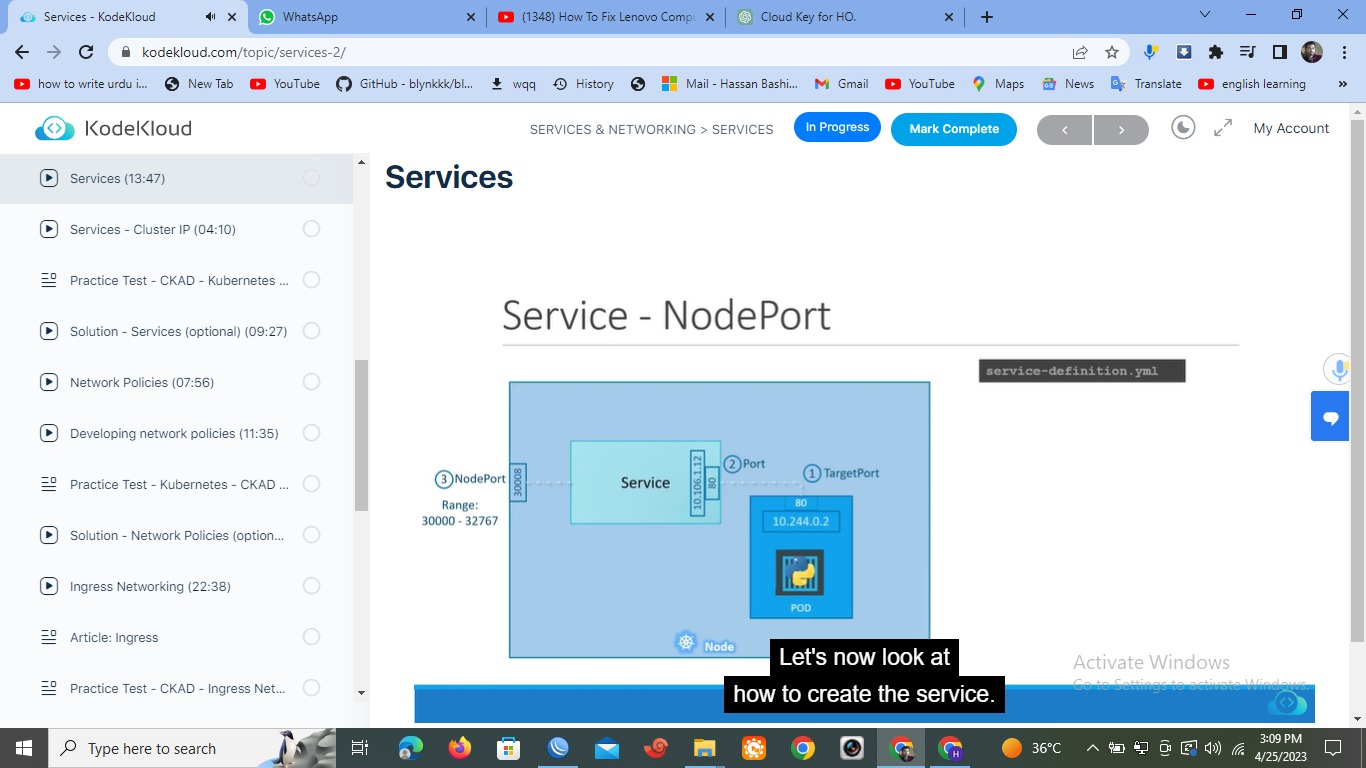 Services - KodeKloud
WhatsApp
(1348) How To Fix Lenovo Compu
Cloud Key for HO.
kodekloud.com/topic/services-2/
how to write urdu i...
New Tab
YouTube
GitHub - blynkkk/bl...
wqq
History
Mail - Hassan Bashi...
Gmail
YouTube
Maps
News
Translate
english learning
»
KodeKloud
SERVICES & NETWORKING > SERVICES
In Progress
Mark Complete
<
>
My Account
Services (13:47)
Services - Cluster IP (04:10)
Practice Test - CKAD - Kubernetes ...
Solution - Services (optional) (09:27)
Network Policies (07:56)
Developing network policies (11:35)
Practice Test - Kubernetes - CKAD ...
Solution - Network Policies (option...
Ingress Networking (22:38)
Article: Ingress
Practice Test - CKAD - Ingress Net...
Services
Service - NodePort
service-definition.yml
3 NodePort
Range:
30000 - 32767
30008
Service
10.106.1.12
80
2 Port
1 TargetPort
80
10.244.0.2
POD
Node
Let's now look at
how to create the service.
Activate Windows
Go to Settings to activate Windows.
Type here to search
H
36°C
3:09 PM
4/25/2023